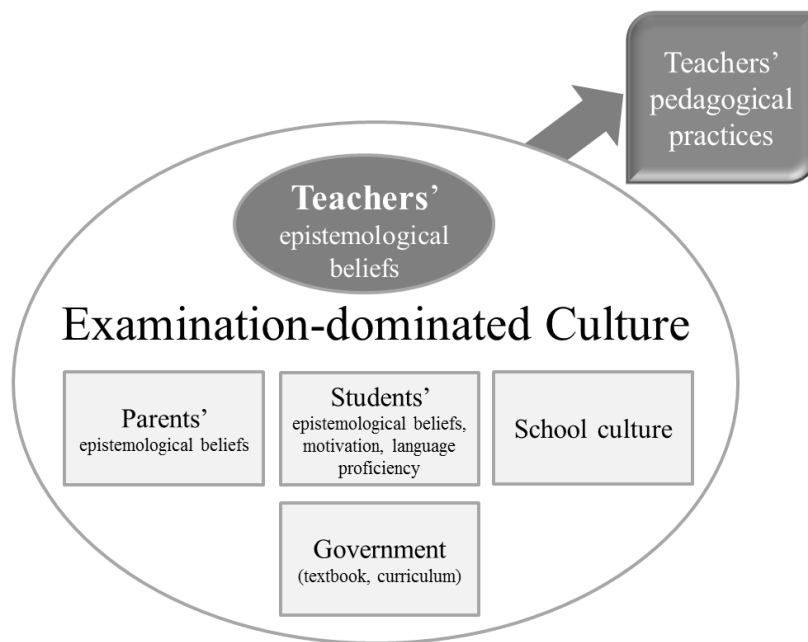 Teachers’
pedagogical
practices
Teachers’
epistemological
beliefs
Examination-dominated Culture
Parents’
epistemological beliefs
Students’
epistemological beliefs,
motivation, language
proficiency
School culture
Government
(textbook, curriculum)